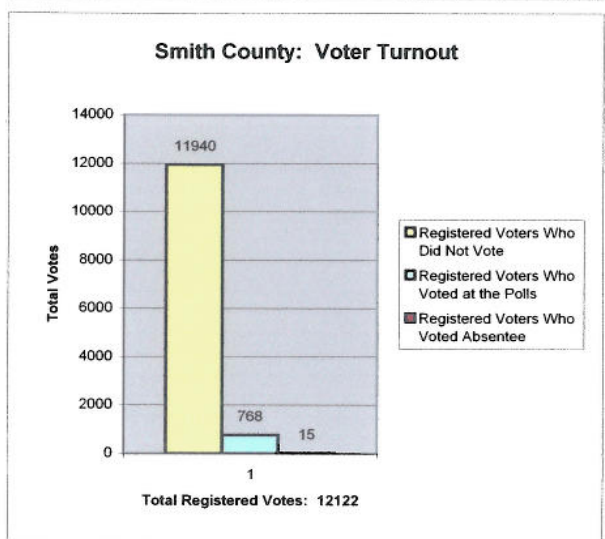 Smith County: Voter Turnout
14000
12000
10000
8000
6000
4000
2000
0
Total Votes
11940
768
15
1
Total Registered Votes: 12122
Registered Voters Who
Did Not Vote
Registered Voters Who
Voted at the Polls
Registered Voters Who
Voted Absentee